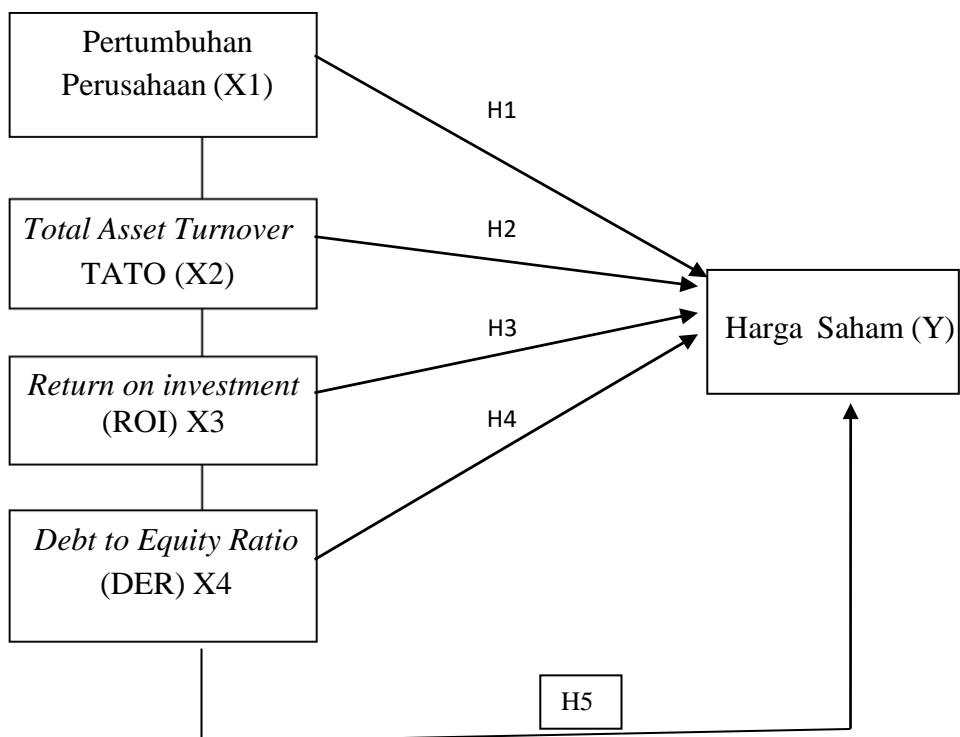 Pertumbuhan
Perusahaan (X1)
H1
Total Asset Turnover
TATO (X2)
H2
Harga Saham (Y)
H3
Return on investment
(ROI) X3
H4
Debt to Equity Ratio
(DER) X4
H5